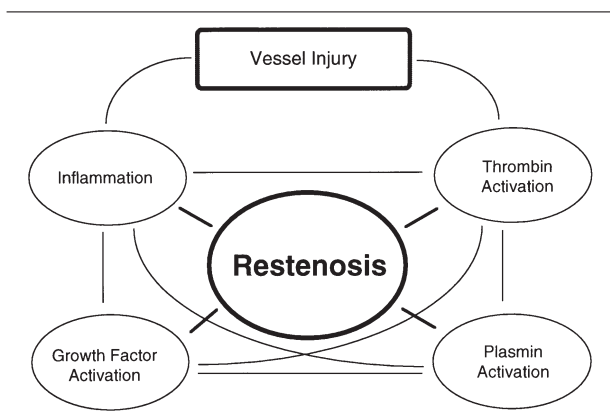 Vessel Injury
Inflammation
Thrombin
Activation
Restenosis
Growth Factor
Activation
Plasmin
Activation